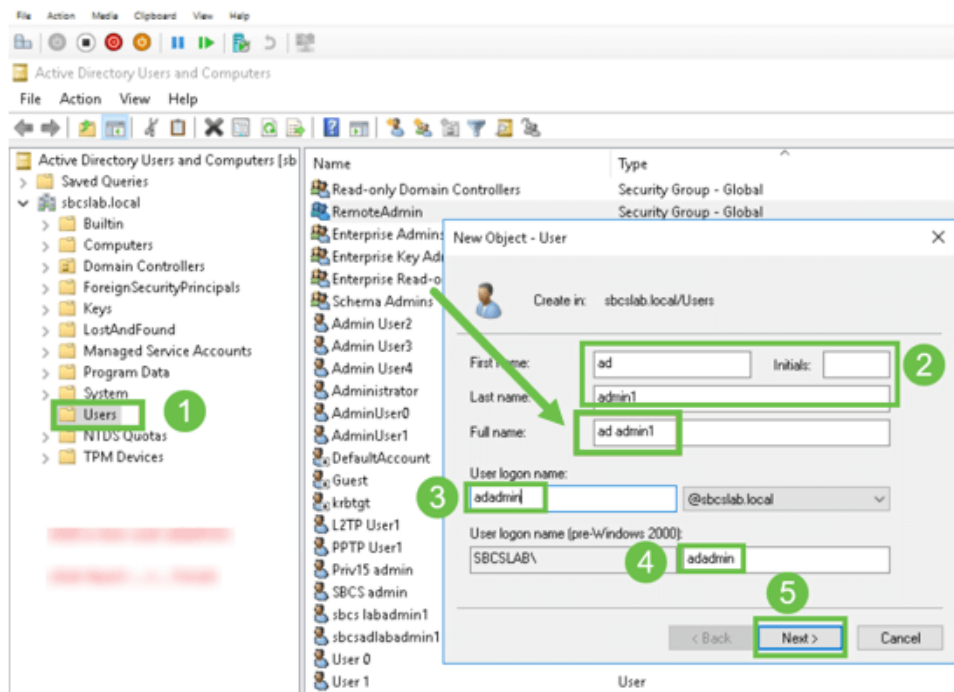 File Action Media Clipboard View Help
Active Directory Users and Computers
File Action View Help
Active Directory Users and Computers [sb
Saved Queries
sbcslab.local
Builtin
Computers
Domain Controllers
ForeignSecurityPrincipals
Keys
LostAndFound
Managed Service Accounts
Program Data
System
Users
1
NTDS Quotas
TPM Devices
Name Type
Read-only Domain Controllers Security Group - Global
RemoteAdmin Security Group - Global
Enterprise Admins
Enterprise Key Ad
Enterprise Read-o
Schema Admins
Admin User2
Admin User3
Admin User4
Administrator
AdminUser0
AdminUser1
DefaultAccount
Guest
krbtgt
L2TP User1
PPTP User1
Priv15 admin
SBCS admin
sbcs labadmin1
sbcsadlabadmin1
User 0
User 1 User
New Object - User
Create in: sbcslab.local/Users
First name: ad Initials:
2
Last name: admin1
Full name: ad admin1
User logon name:
3
adadmin @sbcslab.local
User logon name (pre-Windows 2000):
SBCSLAB\ 4 adadmin
5
< Back Next > Cancel